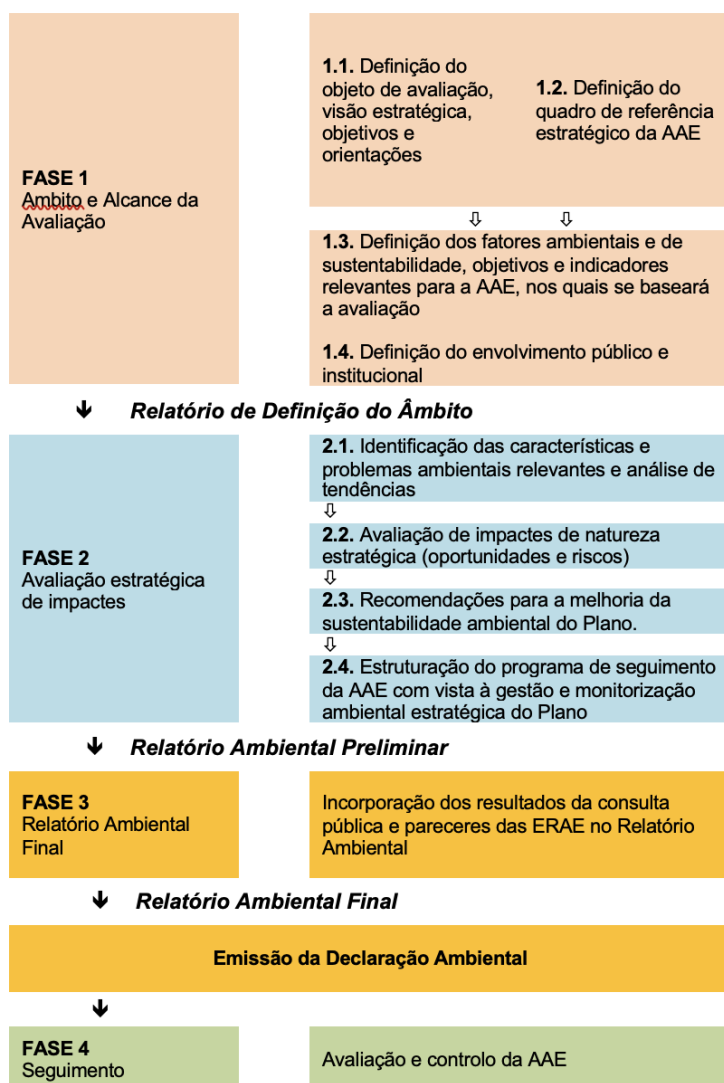 FASE 1
Ambito e Alcance da
Avaliação
1.1. Definição do
objeto de avaliação,
visão estratégica,
objetivos e
orientações
1.2. Definição do
quadro de referência
estratégico da AAE
1.3. Definição dos fatores ambientais e de
sustentabilidade, objetivos e indicadores
relevantes para a AAE, nos quais se baseará
a avaliação
1.4. Definição do envolvimento público e
institucional
Relatório de Definição do Âmbito
FASE 2
Avaliação estratégica
de impactes
2.1. Identificação das características e
problemas ambientais relevantes e análise de
tendências
2.2. Avaliação de impactes de natureza
estratégica (oportunidades e riscos)
2.3. Recomendações para a melhoria da
sustentabilidade ambiental do Plano.
2.4. Estruturação do programa de seguimento
da AAE com vista à gestão e monitorização
ambiental estratégica do Plano
Relatório Ambiental Preliminar
FASE 3
Relatório Ambiental
Final
Incorporação dos resultados da consulta
pública e pareceres das ERAE no Relatório
Ambiental
Relatório Ambiental Final
Emissão da Declaração Ambiental
FASE 4
Seguimento
Avaliação e controlo da AAE